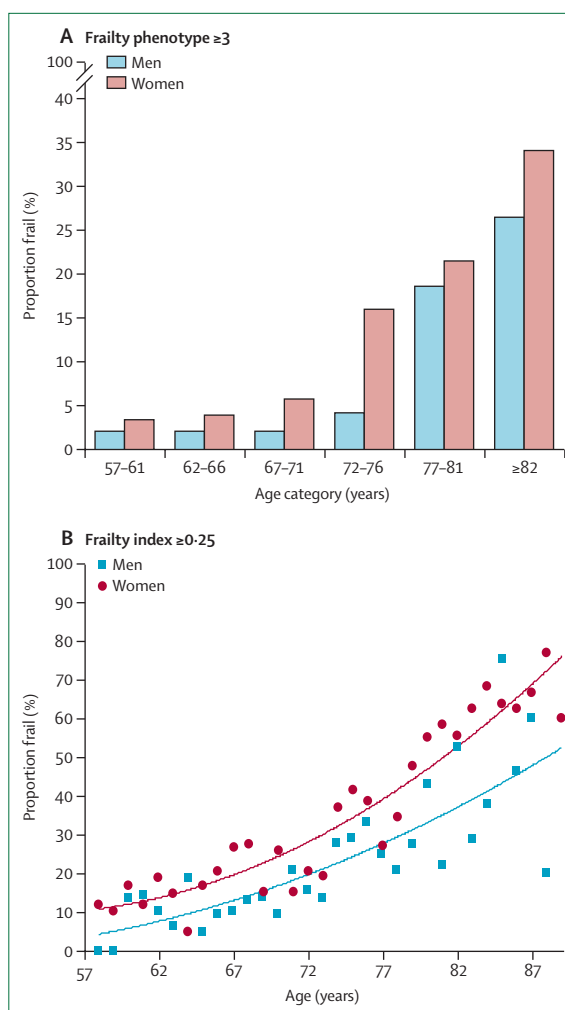 A Frailty phenotype ≥3
Men
Women
100
40
35
30
25
20
15
10
5
0
Proportion frail (%)
57–61 62–66 67–71 72–76 77–81 ≥82
Age category (years)
B Frailty index ≥0·25
Men
Women
100
90
80
70
60
50
40
30
20
10
0
Proportion frail (%)
57 62 67 72 77 82 87
Age (years)